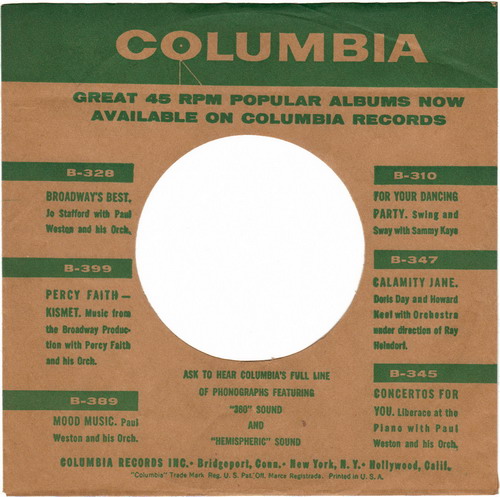 COLUMBIA
GREAT 45 RPM POPULAR ALBUMS NOW
AVAILABLE ON COLUMBIA RECORDS
B-328
BROADWAY'S BEST,
Jo Stafford with Paul
Weston and his Orch.
B-399
PERCY FAITH —
KISMET. Music from
the Broadway Produc-
tion with Percy Faith
and his Orch.
B-389
MOOD MUSIC. Paul
Weston and his Orch.
B-310
FOR YOUR DANCING
PARTY. Swing and
Sway with Sammy Kaye
B-347
CALAMITY JANE.
Doris Day and Howard
Keel with Orchestra
under direction of Ray
Heindorf.
B-345
CONCERTOS FOR
YOU. Liberace at the
Piano with Paul
Weston and his Orch.
ASK TO HEAR COLUMBIA'S FULL LINE
OF PHONOGRAPHS FEATURING
"360" SOUND
AND
"HEMISPHERIC" SOUND
COLUMBIA RECORDS INC. • Bridgeport, Conn. • New York, N. Y. • Hollywood, Calif.
"Columbia" Trade Mark Reg. U. S. Pat. Off. Marca Registrada. Printed in U. S. A.